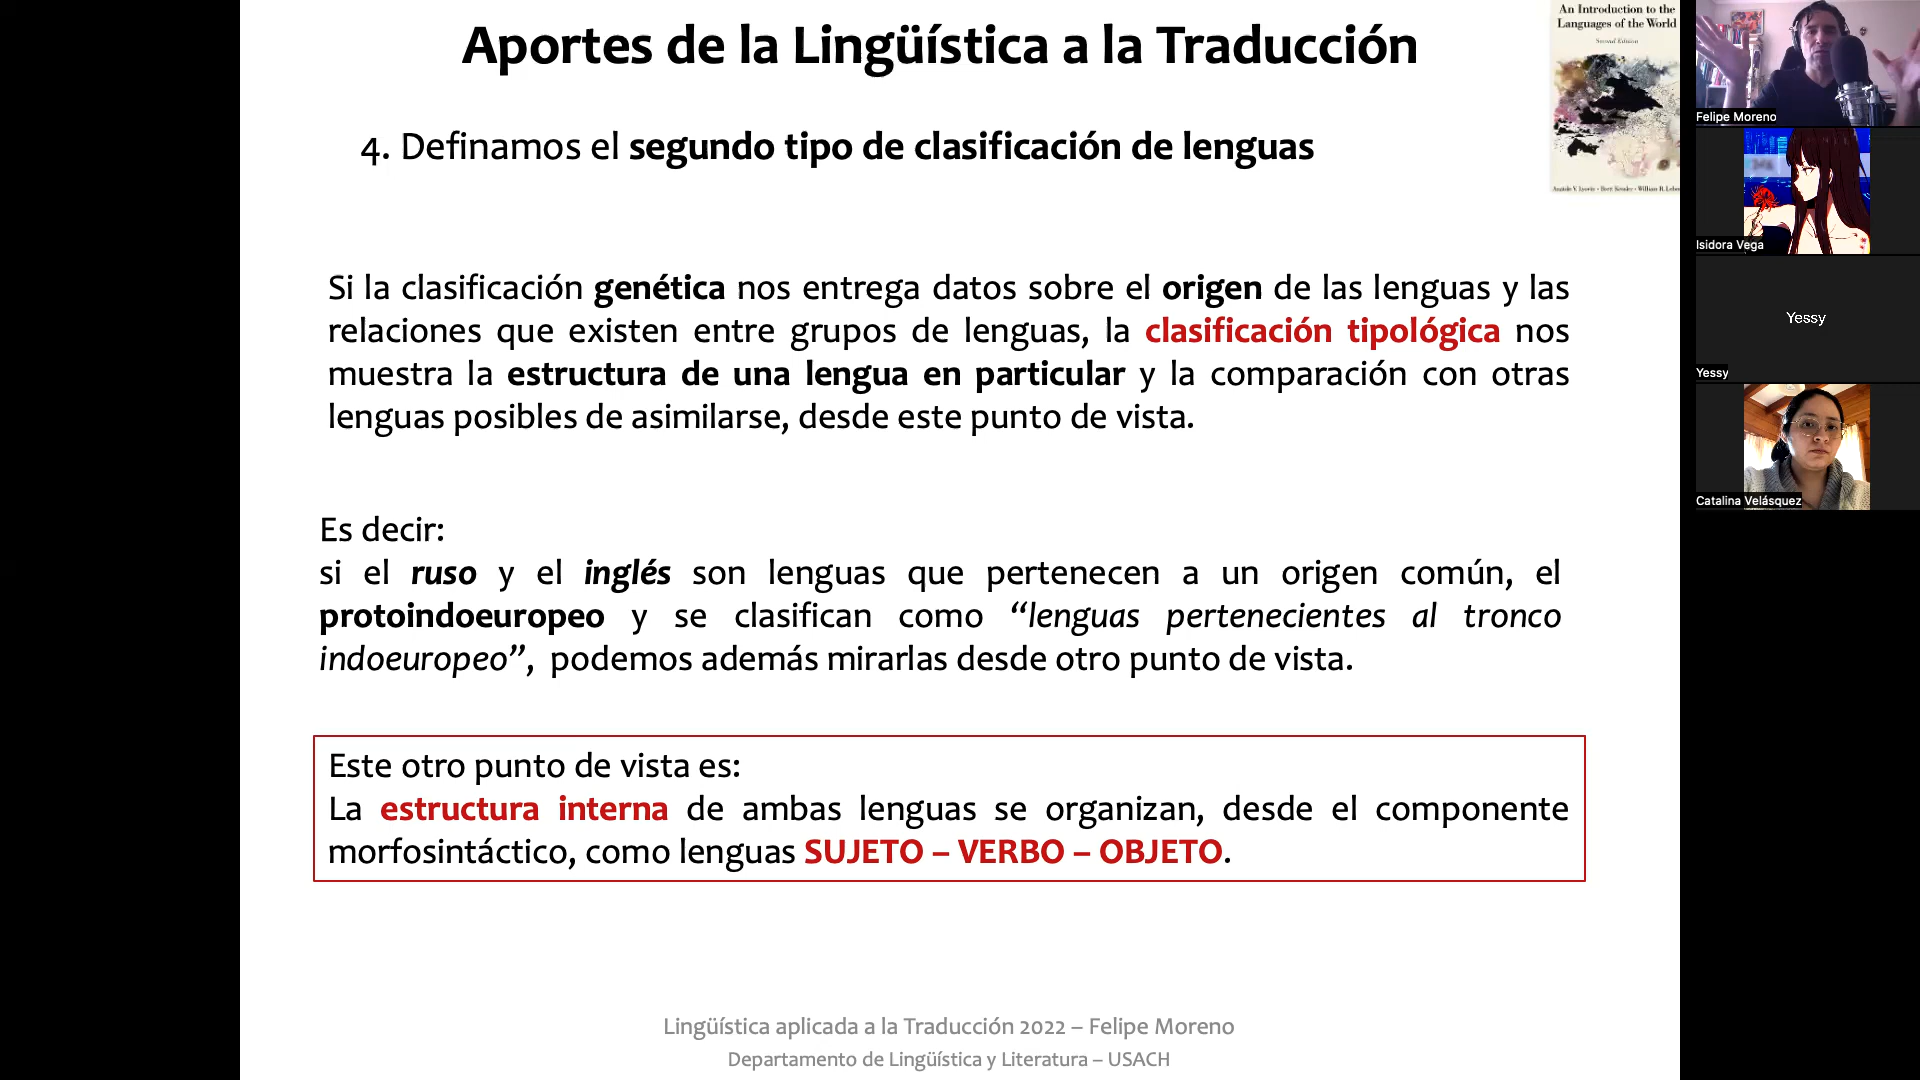 Aportes de la Lingüística a la Traducción
4. Definamos el segundo tipo de clasificación de lenguas
Si la clasificación genética nos entrega datos sobre el origen de las lenguas y las
relaciones que existen entre grupos de lenguas, la clasificación tipológica nos
muestra la estructura de una lengua en particular y la comparación con otras
lenguas posibles de asimilarse, desde este punto de vista.
Es decir:
si el ruso y el inglés son lenguas que pertenecen a un origen común, el
protoindoeuropeo y se clasifican como “lenguas pertenecientes al tronco
indoeuropeo”, podemos además mirarlas desde otro punto de vista.
Este otro punto de vista es:
La estructura interna de ambas lenguas se organizan, desde el componente
morfosintáctico, como lenguas SUJETO – VERBO – OBJETO.
Lingüística aplicada a la Traducción 2022 – Felipe Moreno
Departamento de Lingüística y Literatura – USACH
An Introduction to the
Languages of the World
Second Edition
Felipe Moreno
Isidora Vega
Yessy
Yessy
Catalina Velásquez